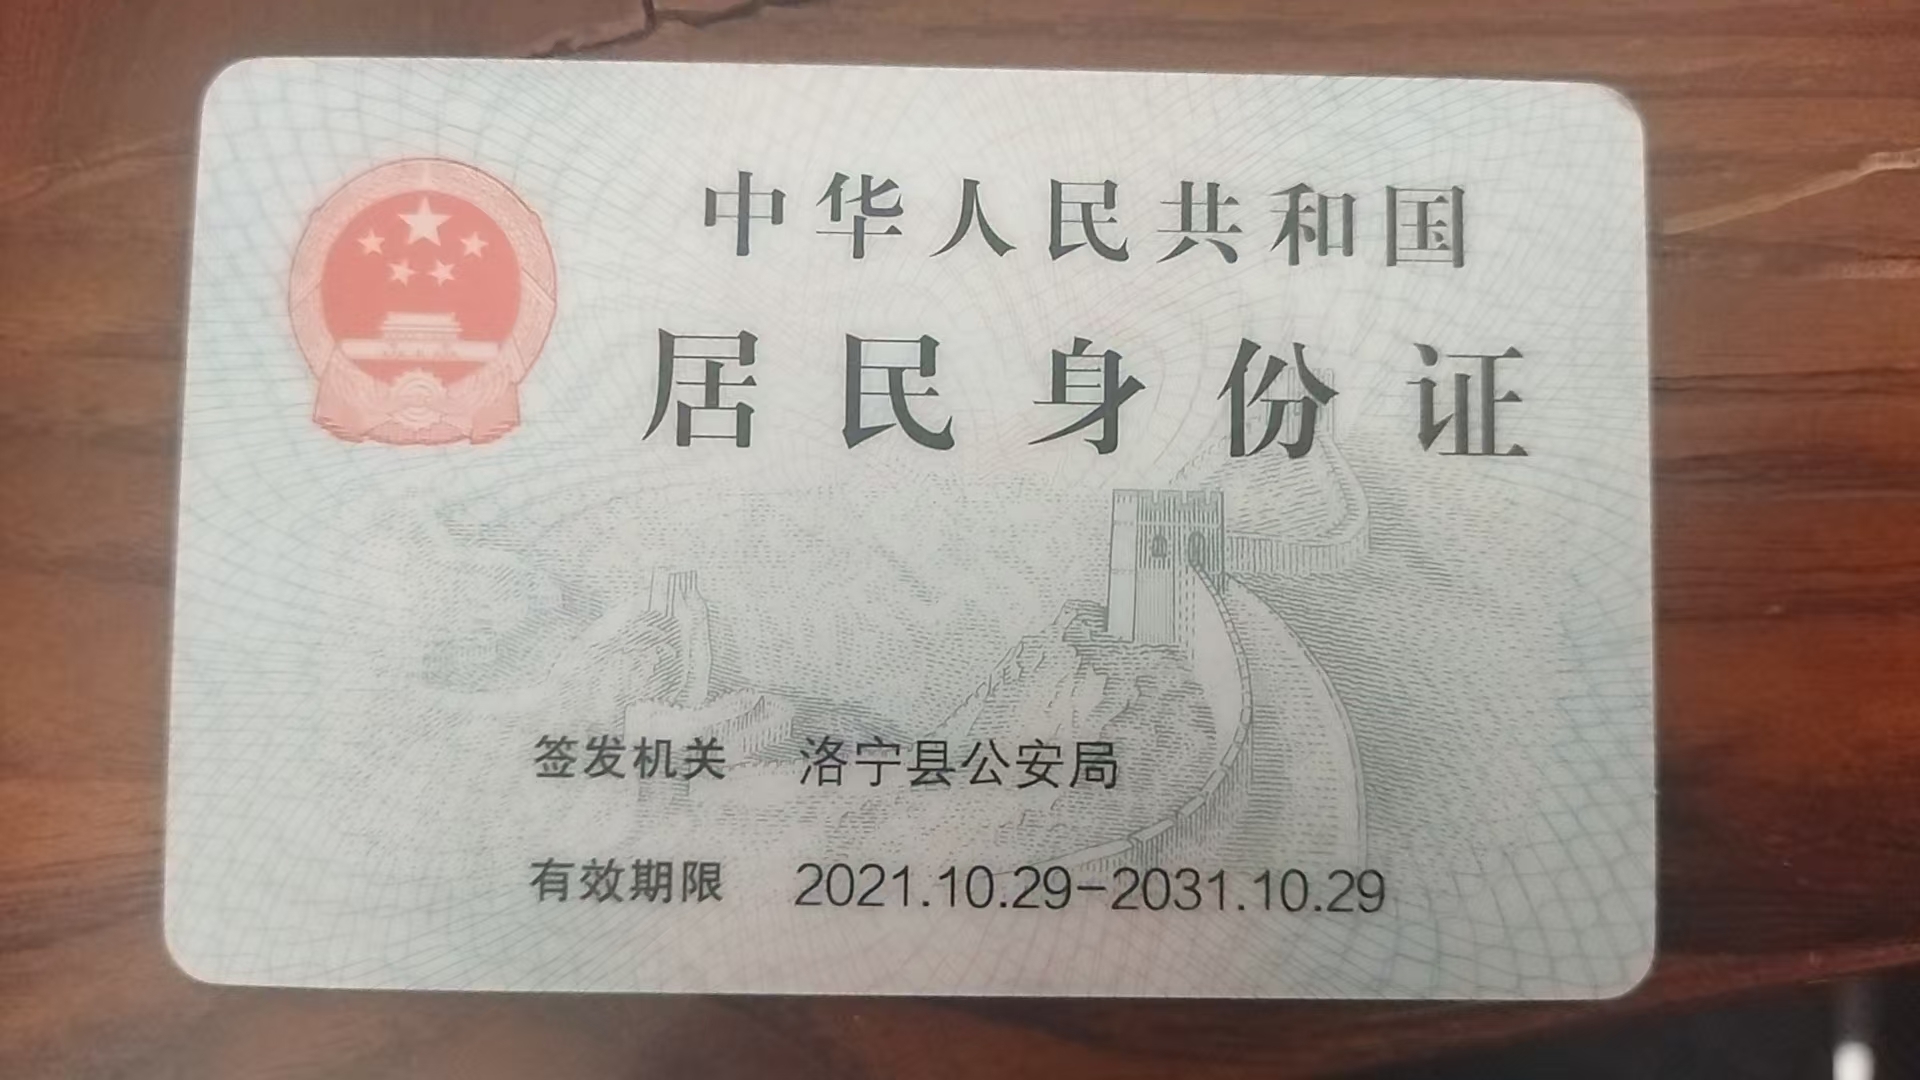 中华人民共和国
居民身份证
签发机关 洛宁县公安局
有效期限 2021.10.29-2031.10.29